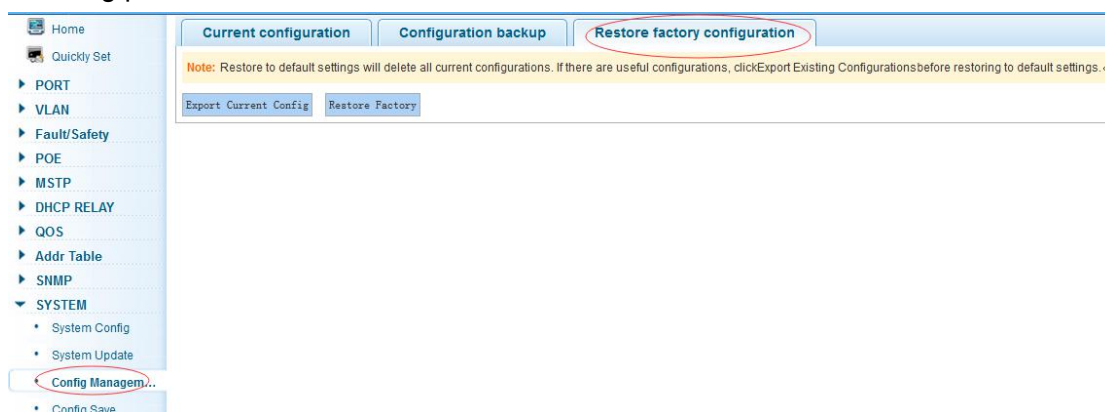 Home
Quickly Set
PORT
VLAN
Fault/Safety
POE
MSTP
DHCP RELAY
QOS
Addr Table
SNMP
SYSTEM
System Config
System Update
Config Managem...
Config Save
Current configuration
Configuration backup
Restore factory configuration
Note: Restore to default settings will delete all current configurations. If there are useful configurations, clickExport Existing Configurationsbefore restoring to default settings.
Export Current Config
Restore Factory